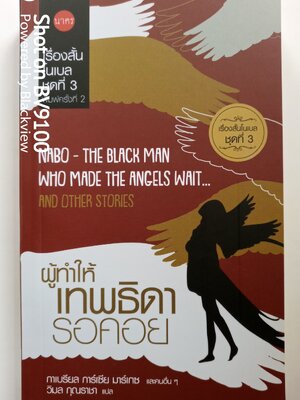 นาคร
เรื่องสั้น
โนเบล
ชุดที่ 3
พิมพ์ครั้งที่ 2
Shot on BV9100
Powered by Blackview
เรื่องสั้นโนเบล
ชุดที่ 3
NABO - THE BLACK MAN
WHO MADE THE ANGELS WAIT...
AND OTHER STORIES
ผู้ทำให้
เทพธิดา
รอคอย
กาเบรียล การ์เซีย มาร์เกซ และคนอื่น ๆ
วิมล กุณราชา แปล